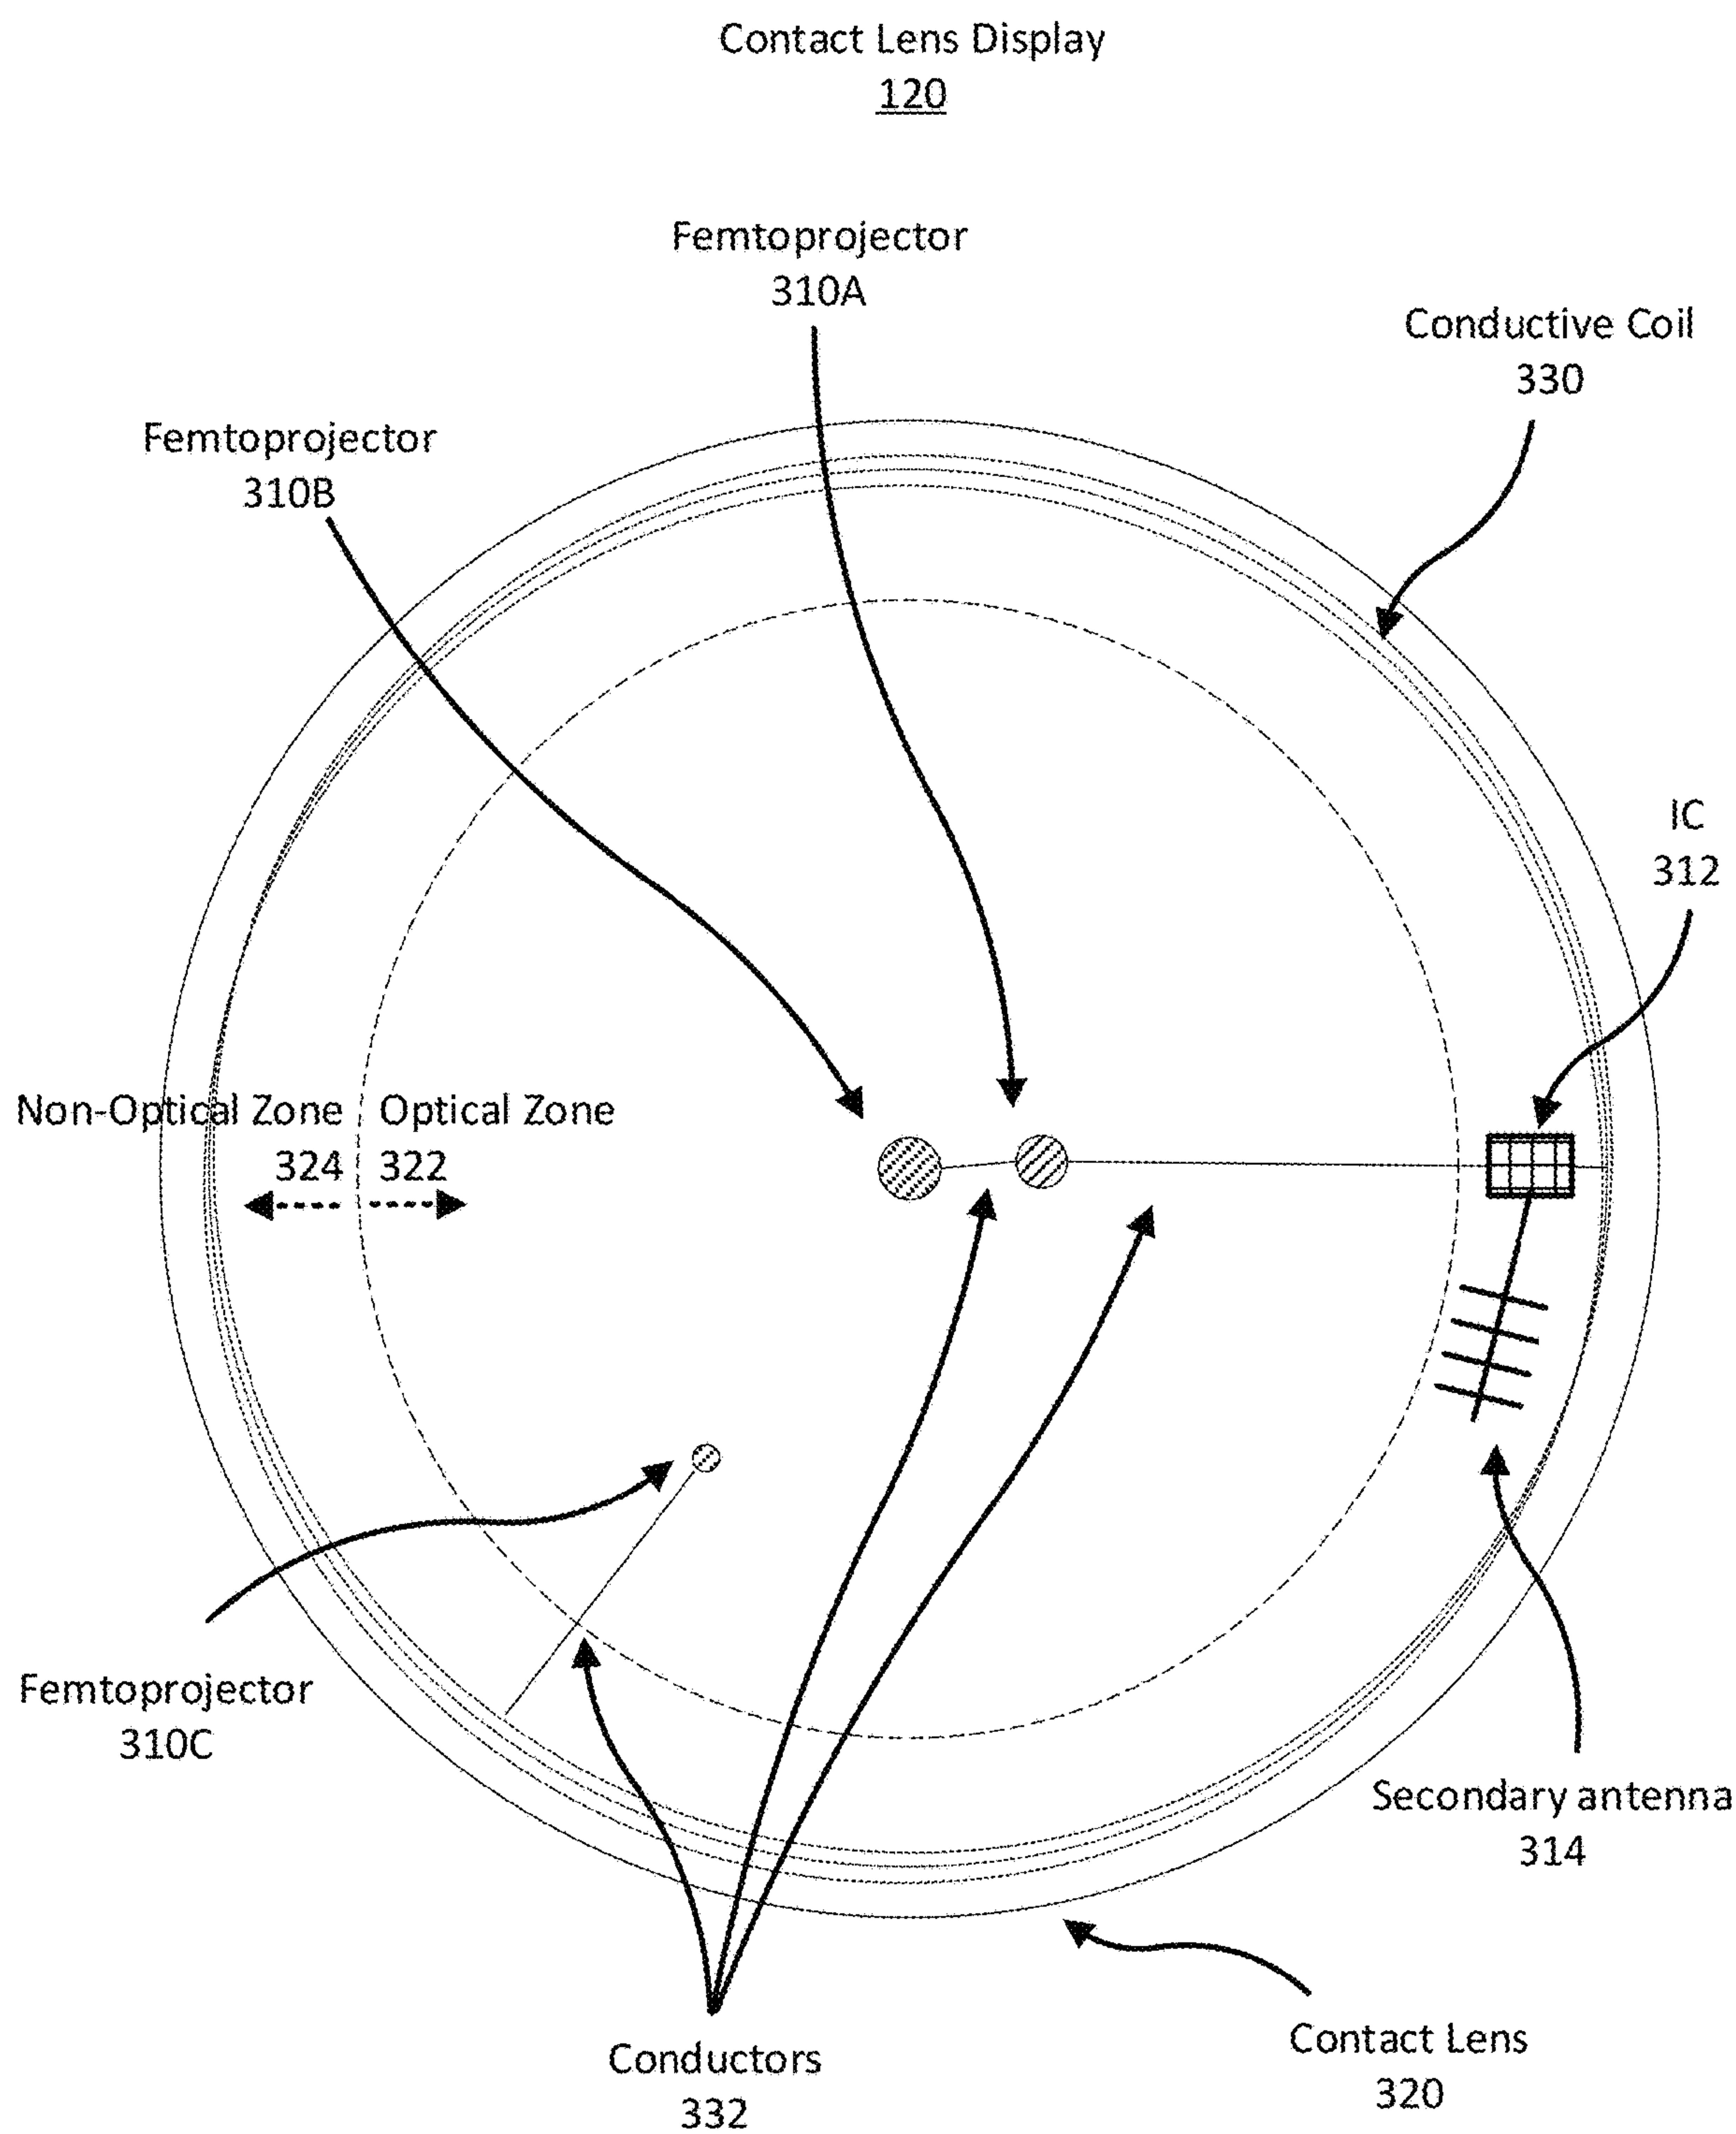 Contact Lens Display
120
Femtoprojector
310A
Conductive Coil
330
Femtoprojector
310B
IC
312
Non-Optical Zone
324
Optical Zone
322
Femtoprojector
310C
Secondary antenna
314
Conductors
332
Contact Lens
320